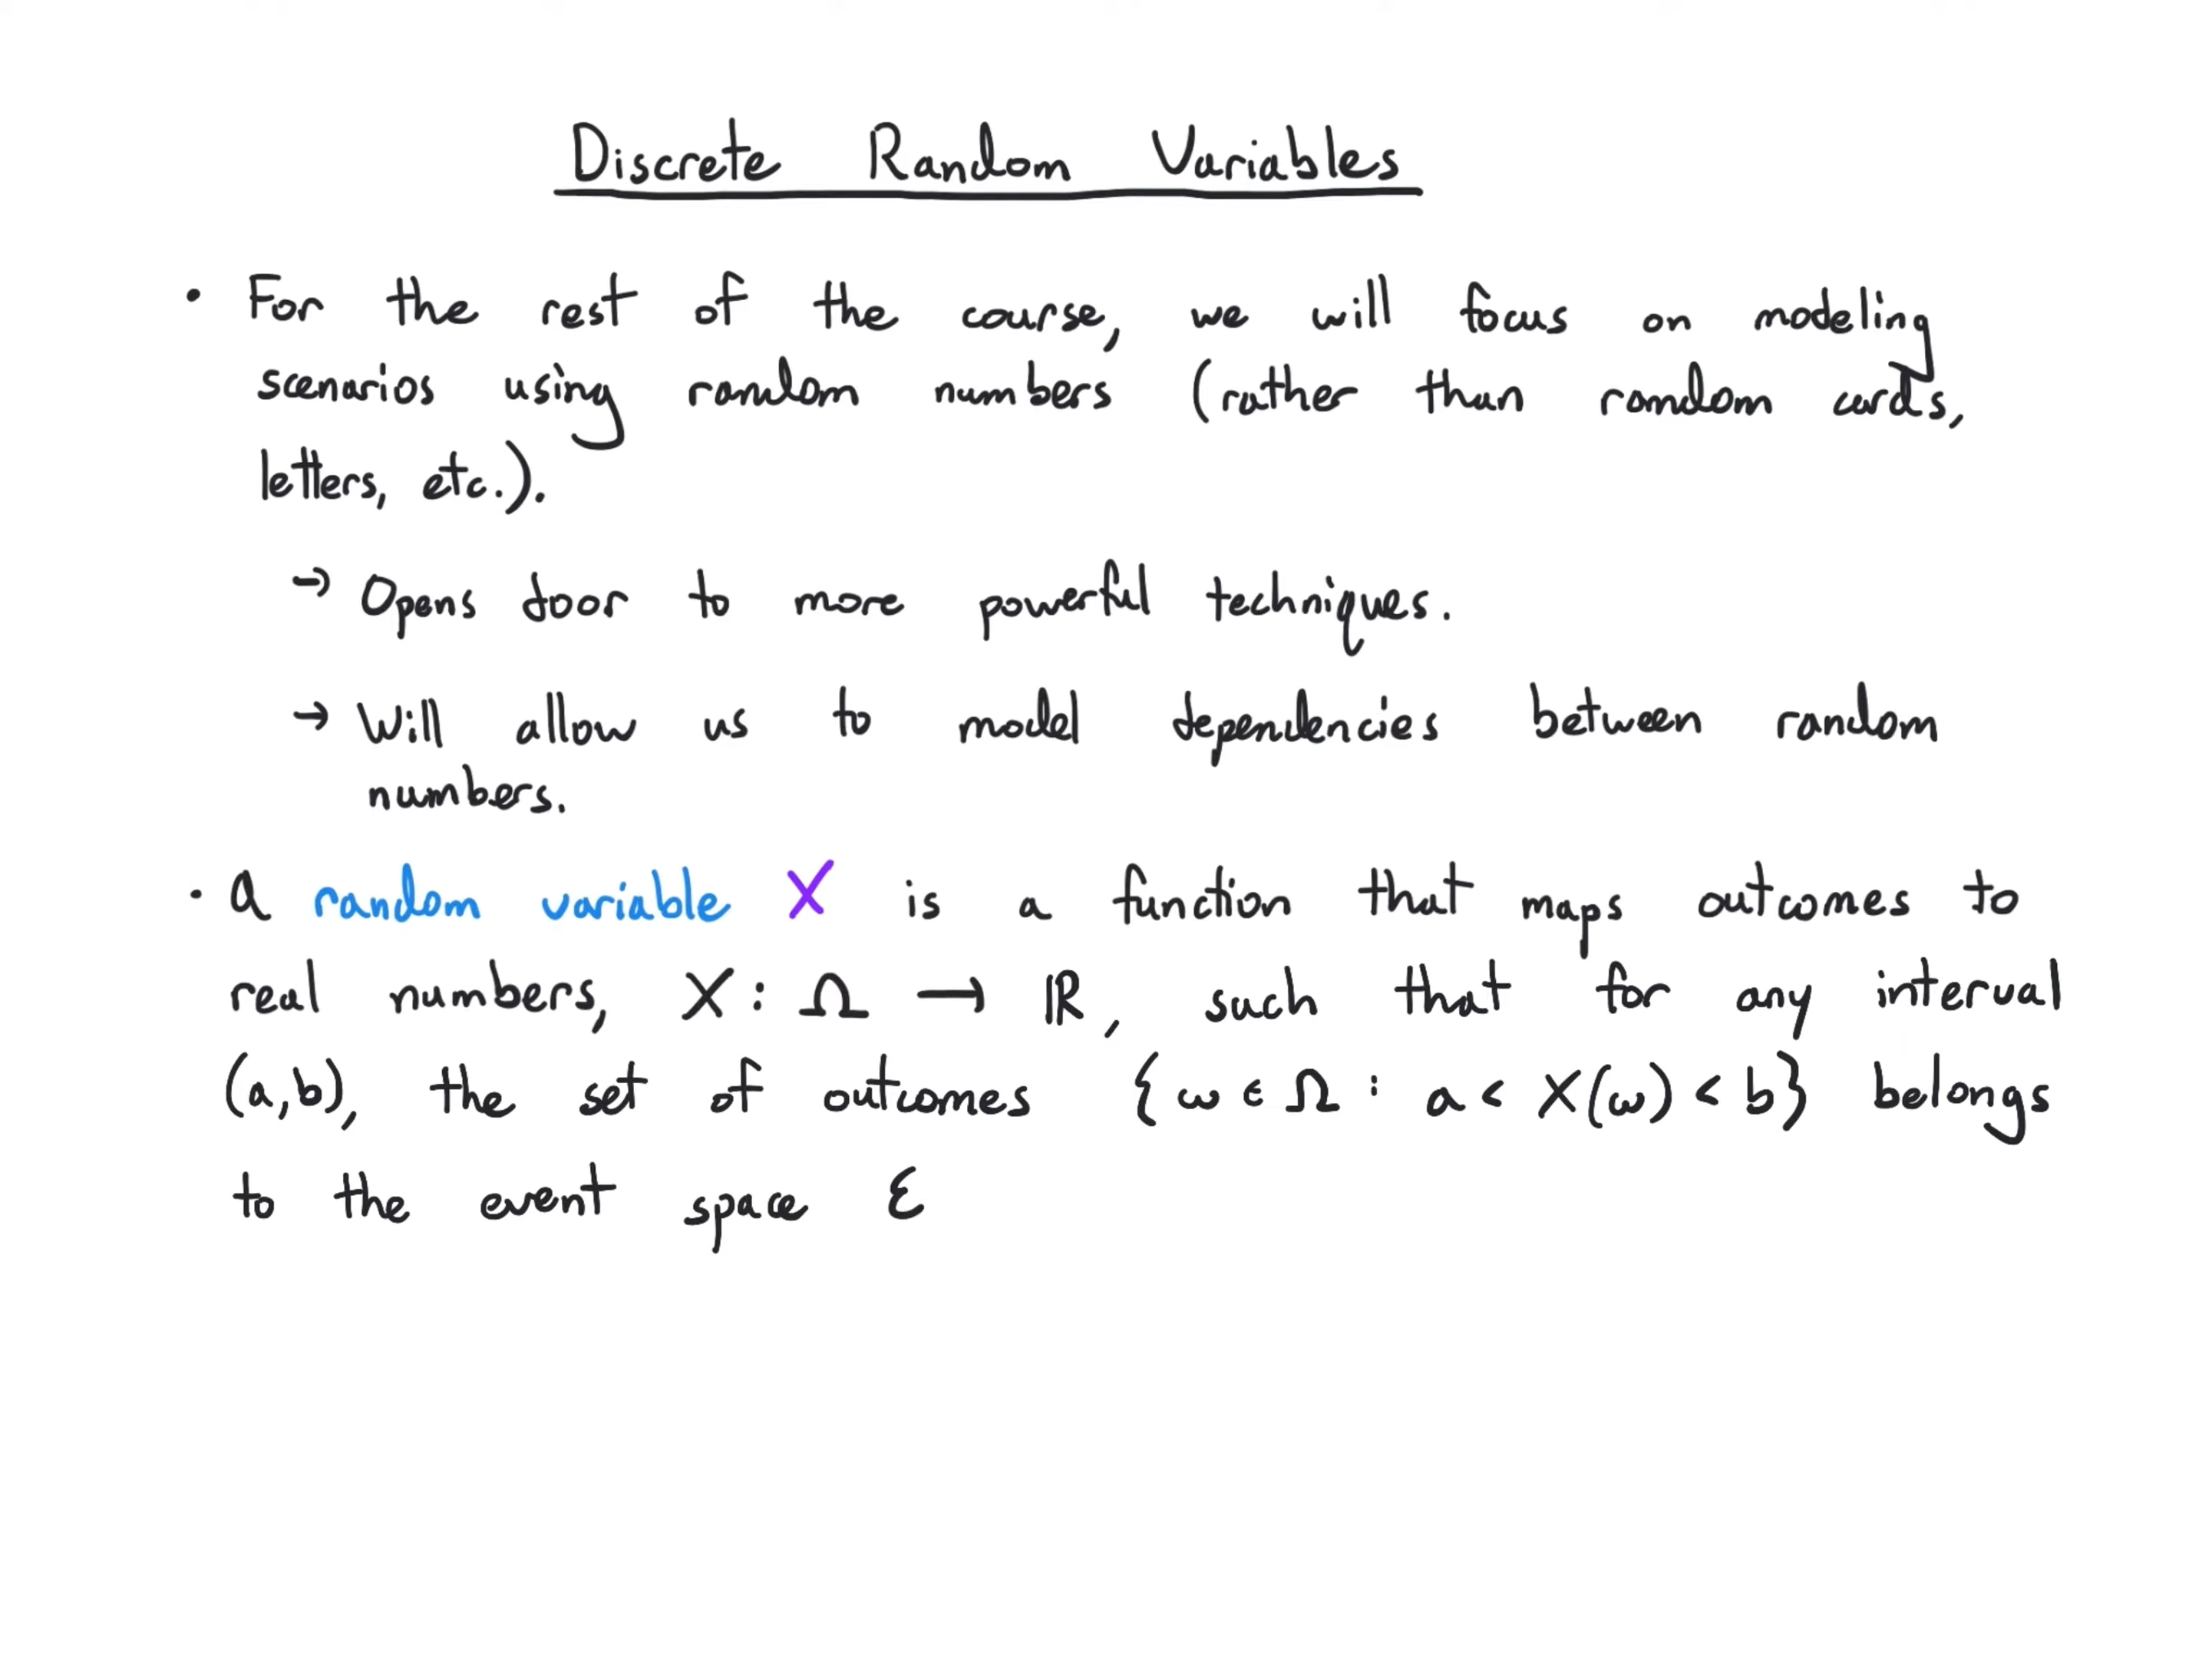 Discrete Random Variables
• For the rest of the course, we will focus on modeling
scenarios using random numbers (rather than random cards,
letters, etc.).
→ Opens door to more powerful techniques.
→ Will allow us to model dependencies between random
numbers.
• A random variable X is a function that maps outcomes to
real numbers, X : Ω → ℝ, such that for any interval
(a,b), the set of outcomes {ω ∈ Ω : a < X(ω) < b} belongs
to the event space ℰ